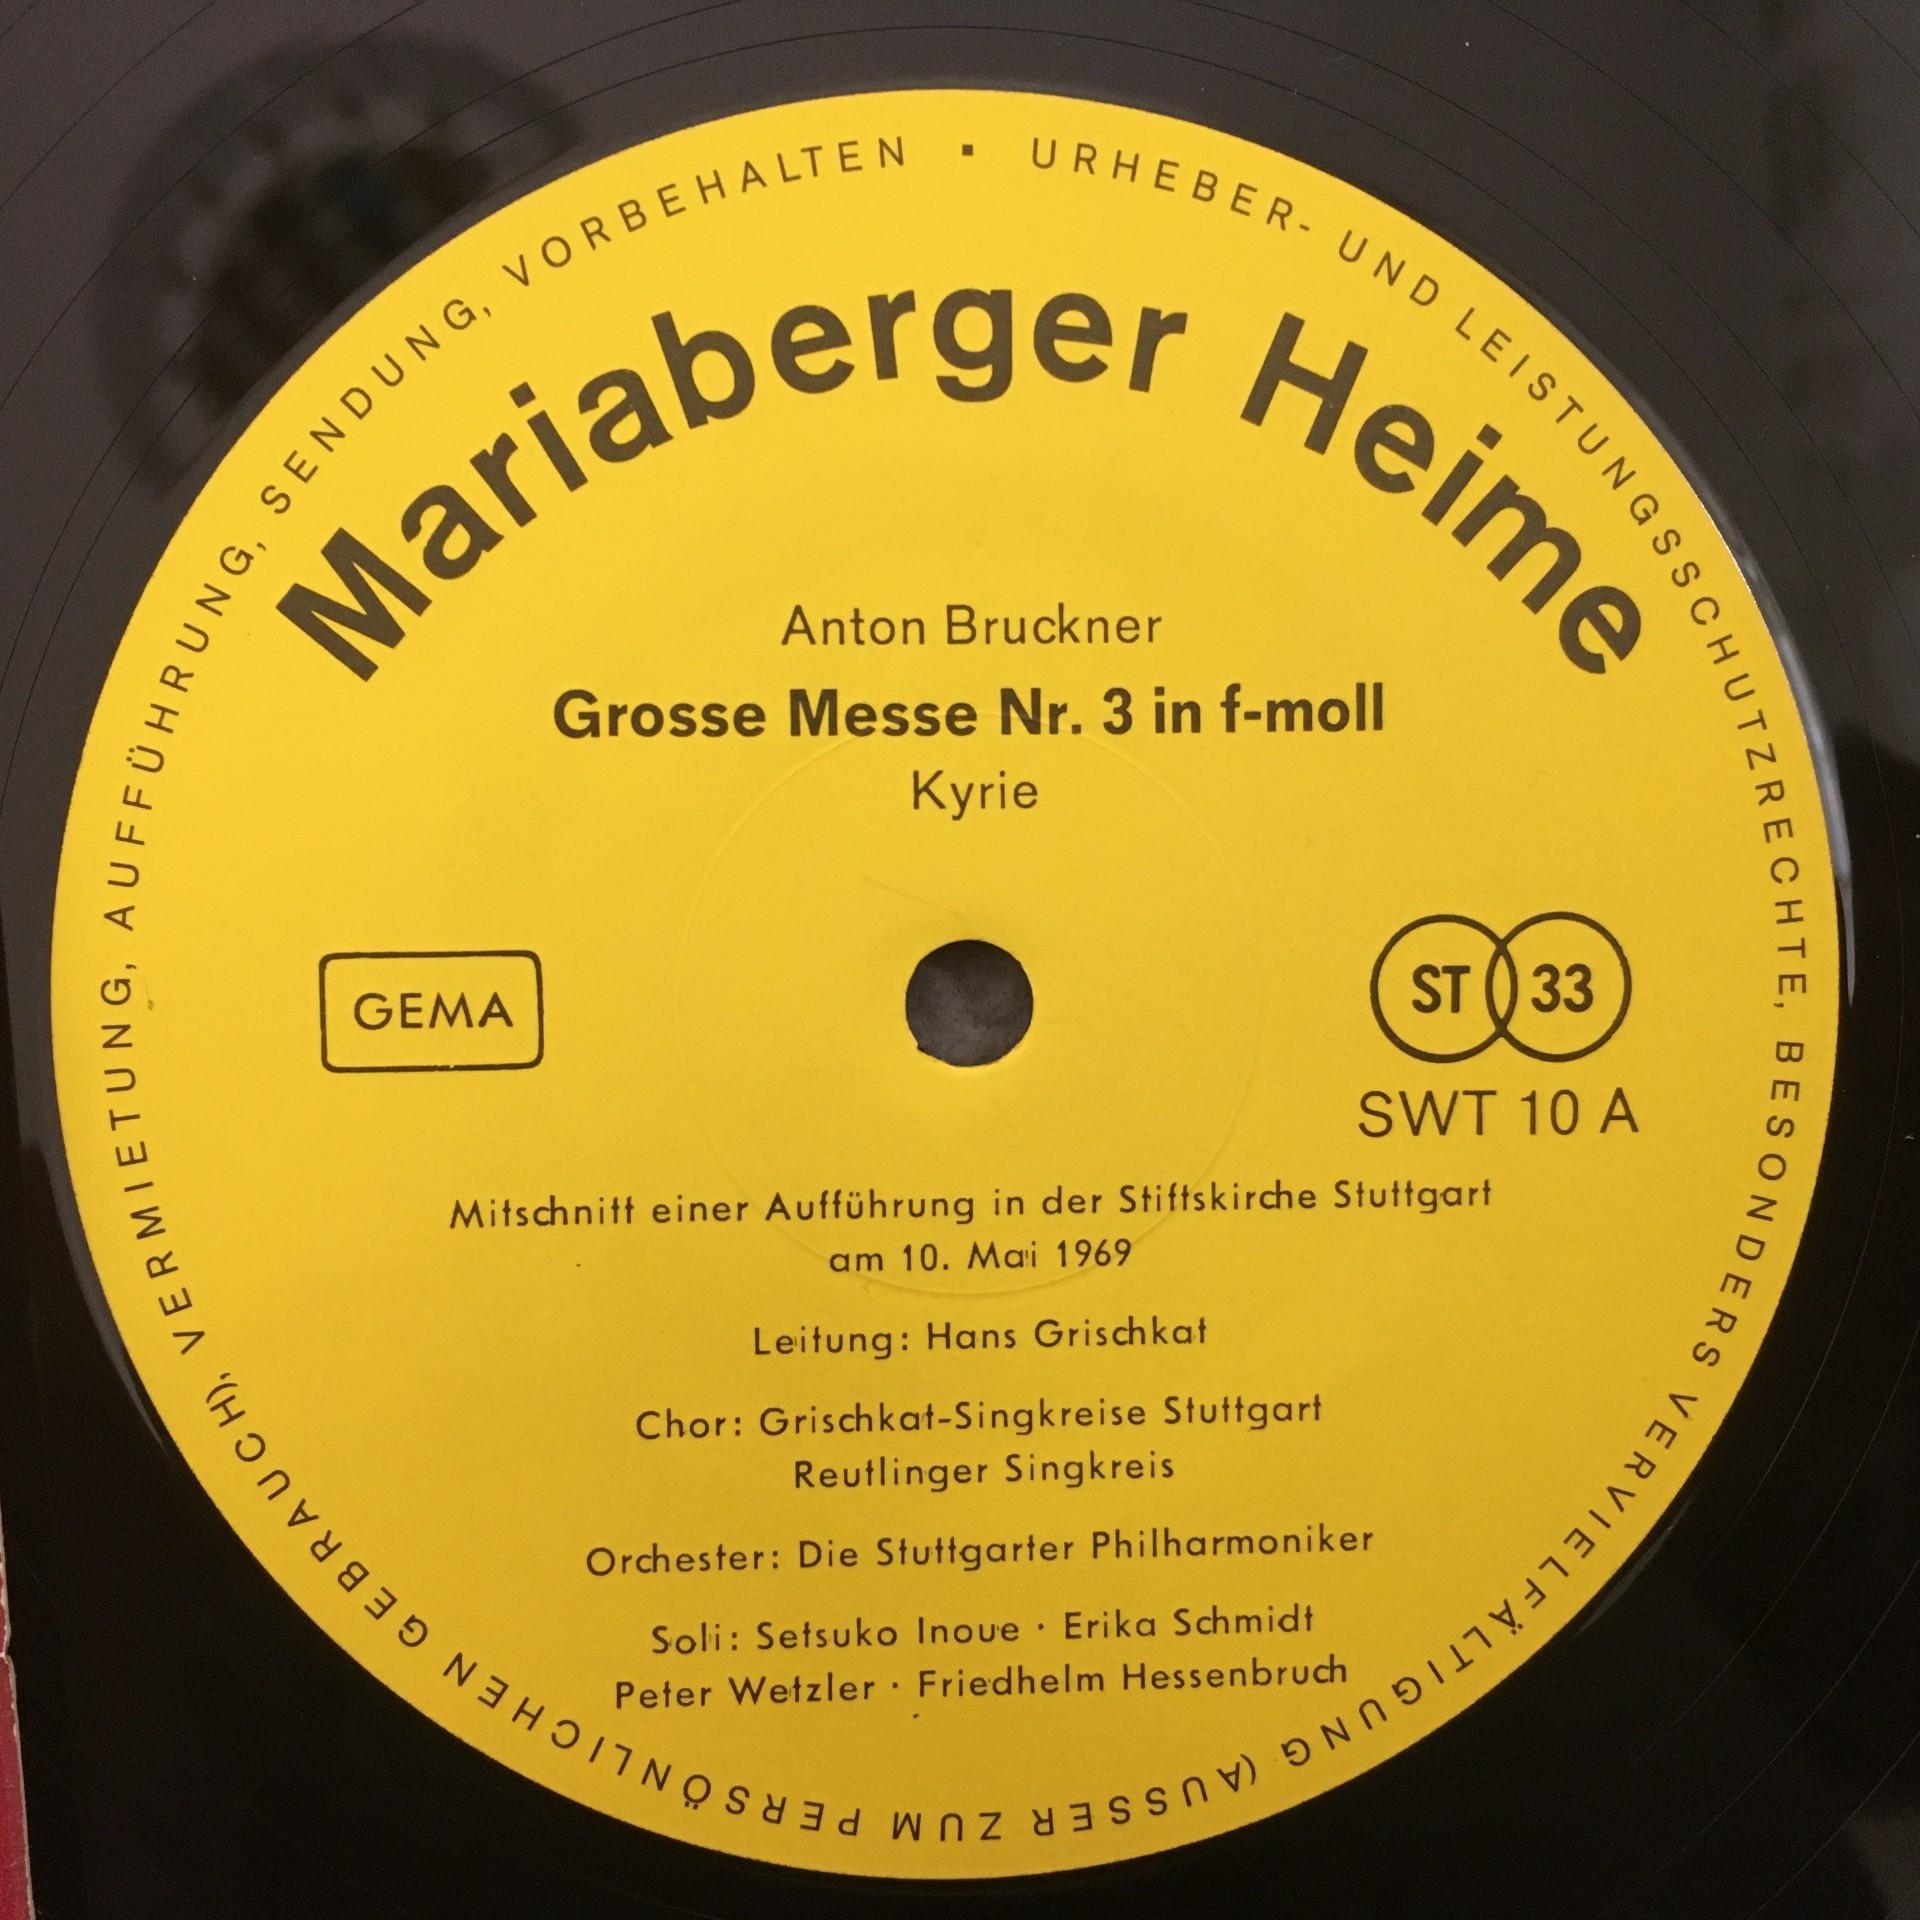 URHEBER- UND LEISTUNGSSCHUTZRECHTE, BESONDERS VERVIELFÄLTIGUNG (AUSSER ZUM PERSÖNLICHEN GEBRAUCH), VERMIETUNG, AUFFÜHRUNG, SENDUNG, VORBEHALTEN ▪
Mariaberger Heime
Anton Bruckner
Grosse Messe Nr. 3 in f-moll
Kyrie
GEMA
ST 33
SWT 10 A
Mitschnitt einer Aufführung in der Stiftskirche Stuttgart
am 10. Mai 1969
Leitung: Hans Grischkat
Chor: Grischkat-Singkreise Stuttgart
Reutlinger Singkreis
Orchester: Die Stuttgarter Philharmoniker
Soli: Setsuko Inoue · Erika Schmidt
Peter Wetzler · Friedhelm Hessenbruch